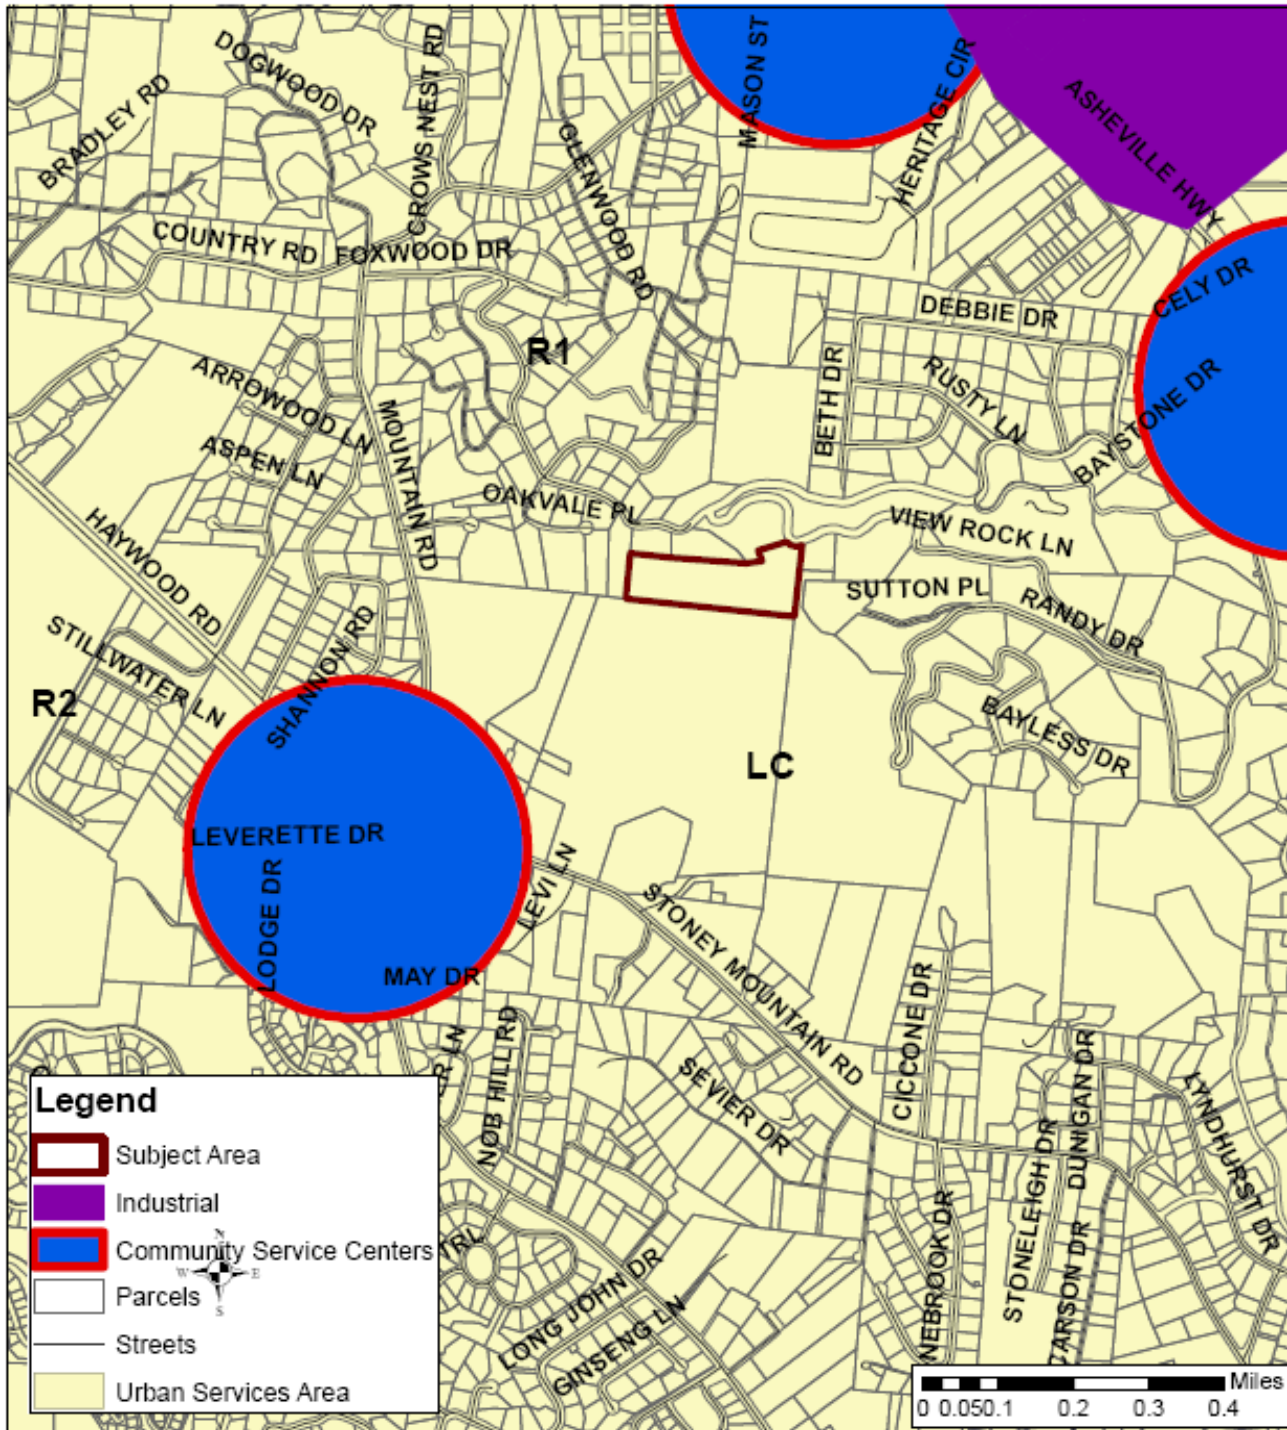 MASON ST
HERITAGE CIR
ASHEVILLE HWY
DOGWOOD DR
CROWS NEST RD
BRADLEY RD
GLENWOOD RD
COUNTRY RD
FOXWOOD DR
CELY DR
DEBBIE DR
R1
BETH DR
RUSTY LN
BAYSTONE DR
ARROWOOD LN
MOUNTAIN RD
ASPEN LN
OAKVALE PL
HAYWOOD RD
VIEW ROCK LN
SUTTON PL
RANDY DR
STILLWATER LN
SHANNON RD
R2
BAYLESS DR
LC
LEVERETTE DR
LODGE DR
LEVI LN
MAY DR
STONEY MOUNTAIN RD
CICCONE DR
NOB HILL RD
ER LN
SEVIER DR
DUNIGAN DR
LYNDHURST DR
STONELEIGH DR
NEBROOK DR
CARSON DR
TRL
LONG JOHN DR
GINSENG LN
Legend
Subject Area
Industrial
Community Service Centers
Parcels
Streets
Urban Services Area
N
W E
S
Miles
0 0.050.1 0.2 0.3 0.4